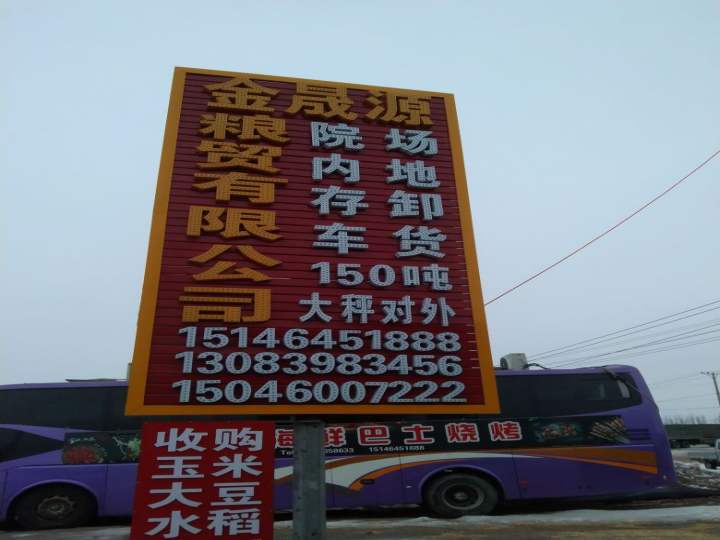 金晟源
粮贸有限公司
院内存车
场地卸货
150吨
大秤对外
15146451888
13083983456
15046007222
收购
玉米
大豆
水稻
海鲜巴士烧烤
58633
15146451888